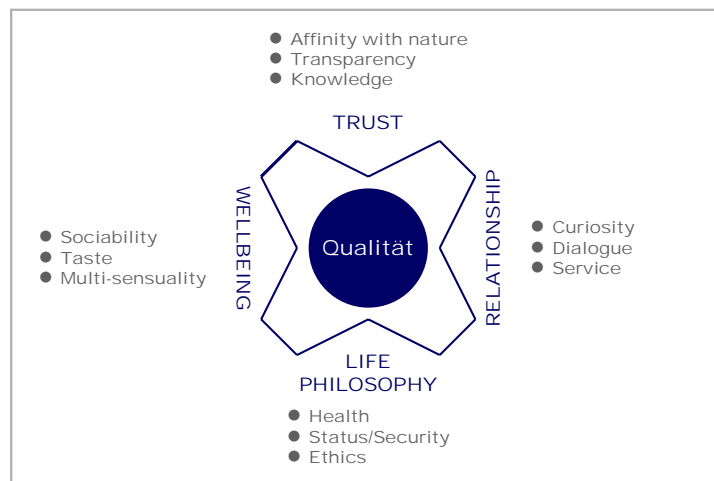 Affinity with nature
Transparency
Knowledge
TRUST
WELLBEING
Sociability
Taste
Multi-sensuality
Qualität
RELATIONSHIP
Curiosity
Dialogue
Service
LIFE
PHILOSOPHY
Health
Status/Security
Ethics